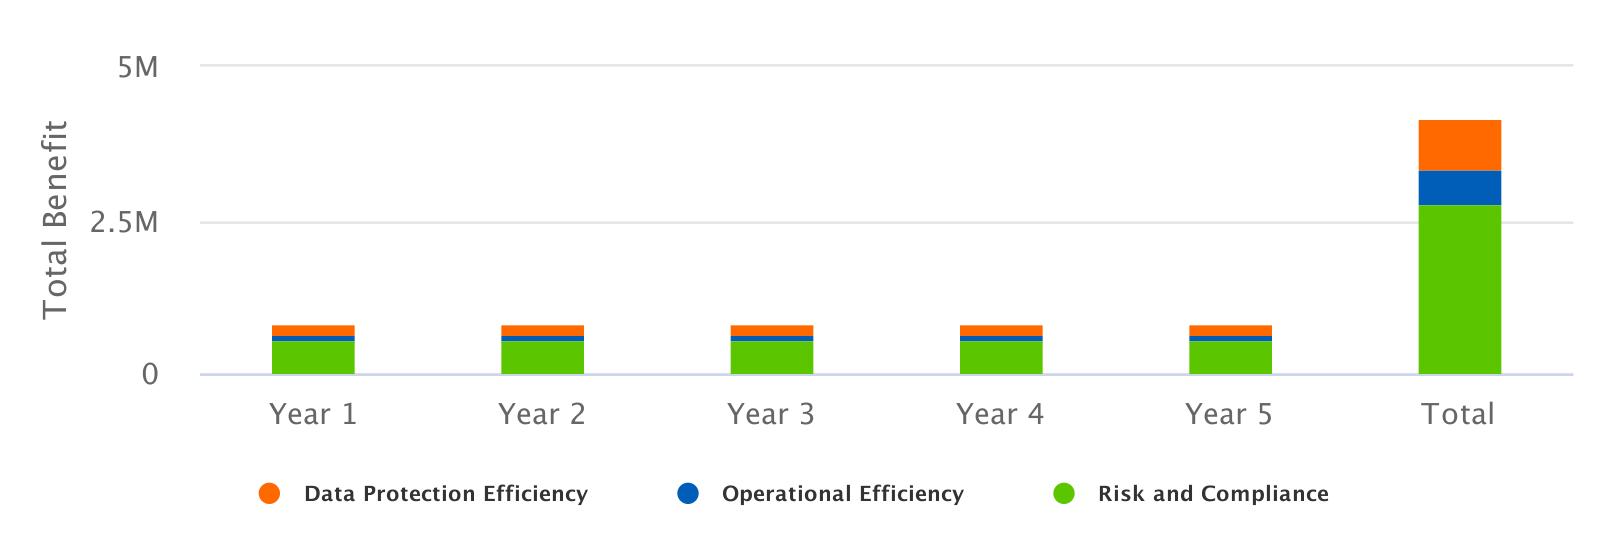 Total Benefit
5M
2.5M
0
Year 1
Year 2
Year 3
Year 4
Year 5
Total
Data Protection Efficiency
Operational Efficiency
Risk and Compliance